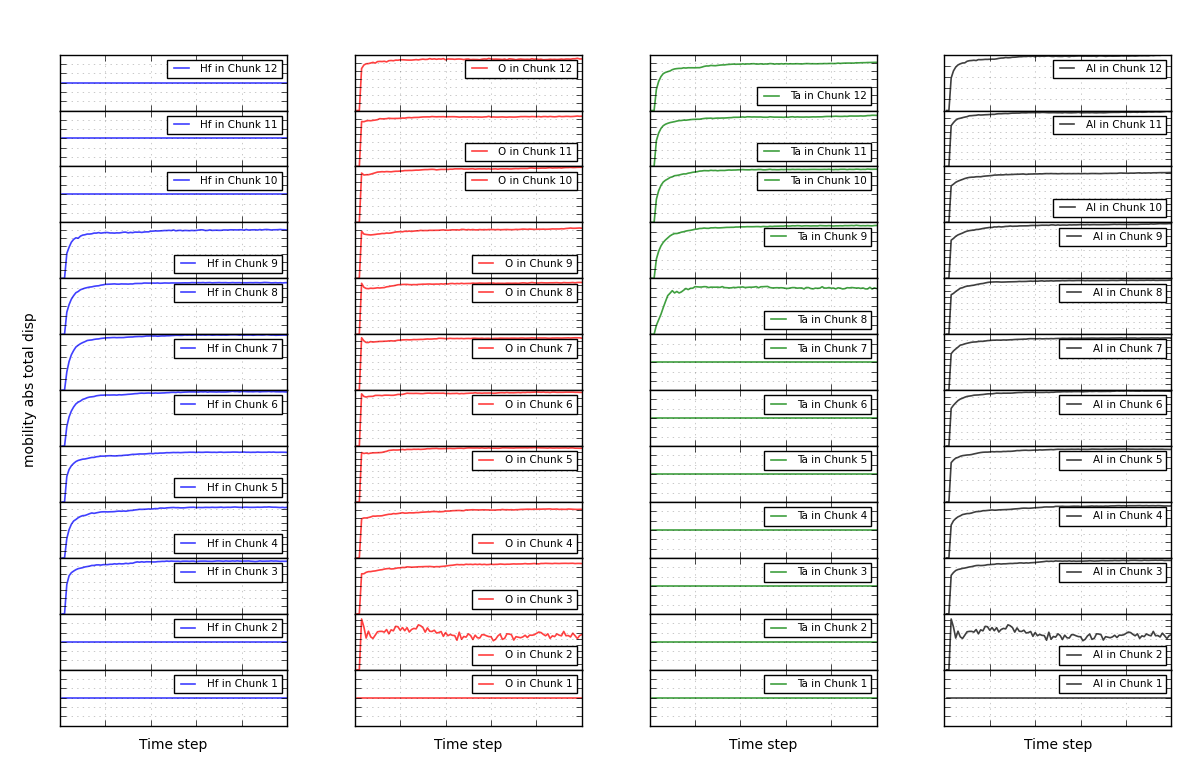 mobility abs total disp
Hf in Chunk 12
Hf in Chunk 11
Hf in Chunk 10
Hf in Chunk 9
Hf in Chunk 8
Hf in Chunk 7
Hf in Chunk 6
Hf in Chunk 5
Hf in Chunk 4
Hf in Chunk 3
Hf in Chunk 2
Hf in Chunk 1
Time step
O in Chunk 12
O in Chunk 11
O in Chunk 10
O in Chunk 9
O in Chunk 8
O in Chunk 7
O in Chunk 6
O in Chunk 5
O in Chunk 4
O in Chunk 3
O in Chunk 2
O in Chunk 1
Time step
Ta in Chunk 12
Ta in Chunk 11
Ta in Chunk 10
Ta in Chunk 9
Ta in Chunk 8
Ta in Chunk 7
Ta in Chunk 6
Ta in Chunk 5
Ta in Chunk 4
Ta in Chunk 3
Ta in Chunk 2
Ta in Chunk 1
Time step
Al in Chunk 12
Al in Chunk 11
Al in Chunk 10
Al in Chunk 9
Al in Chunk 8
Al in Chunk 7
Al in Chunk 6
Al in Chunk 5
Al in Chunk 4
Al in Chunk 3
Al in Chunk 2
Al in Chunk 1
Time step